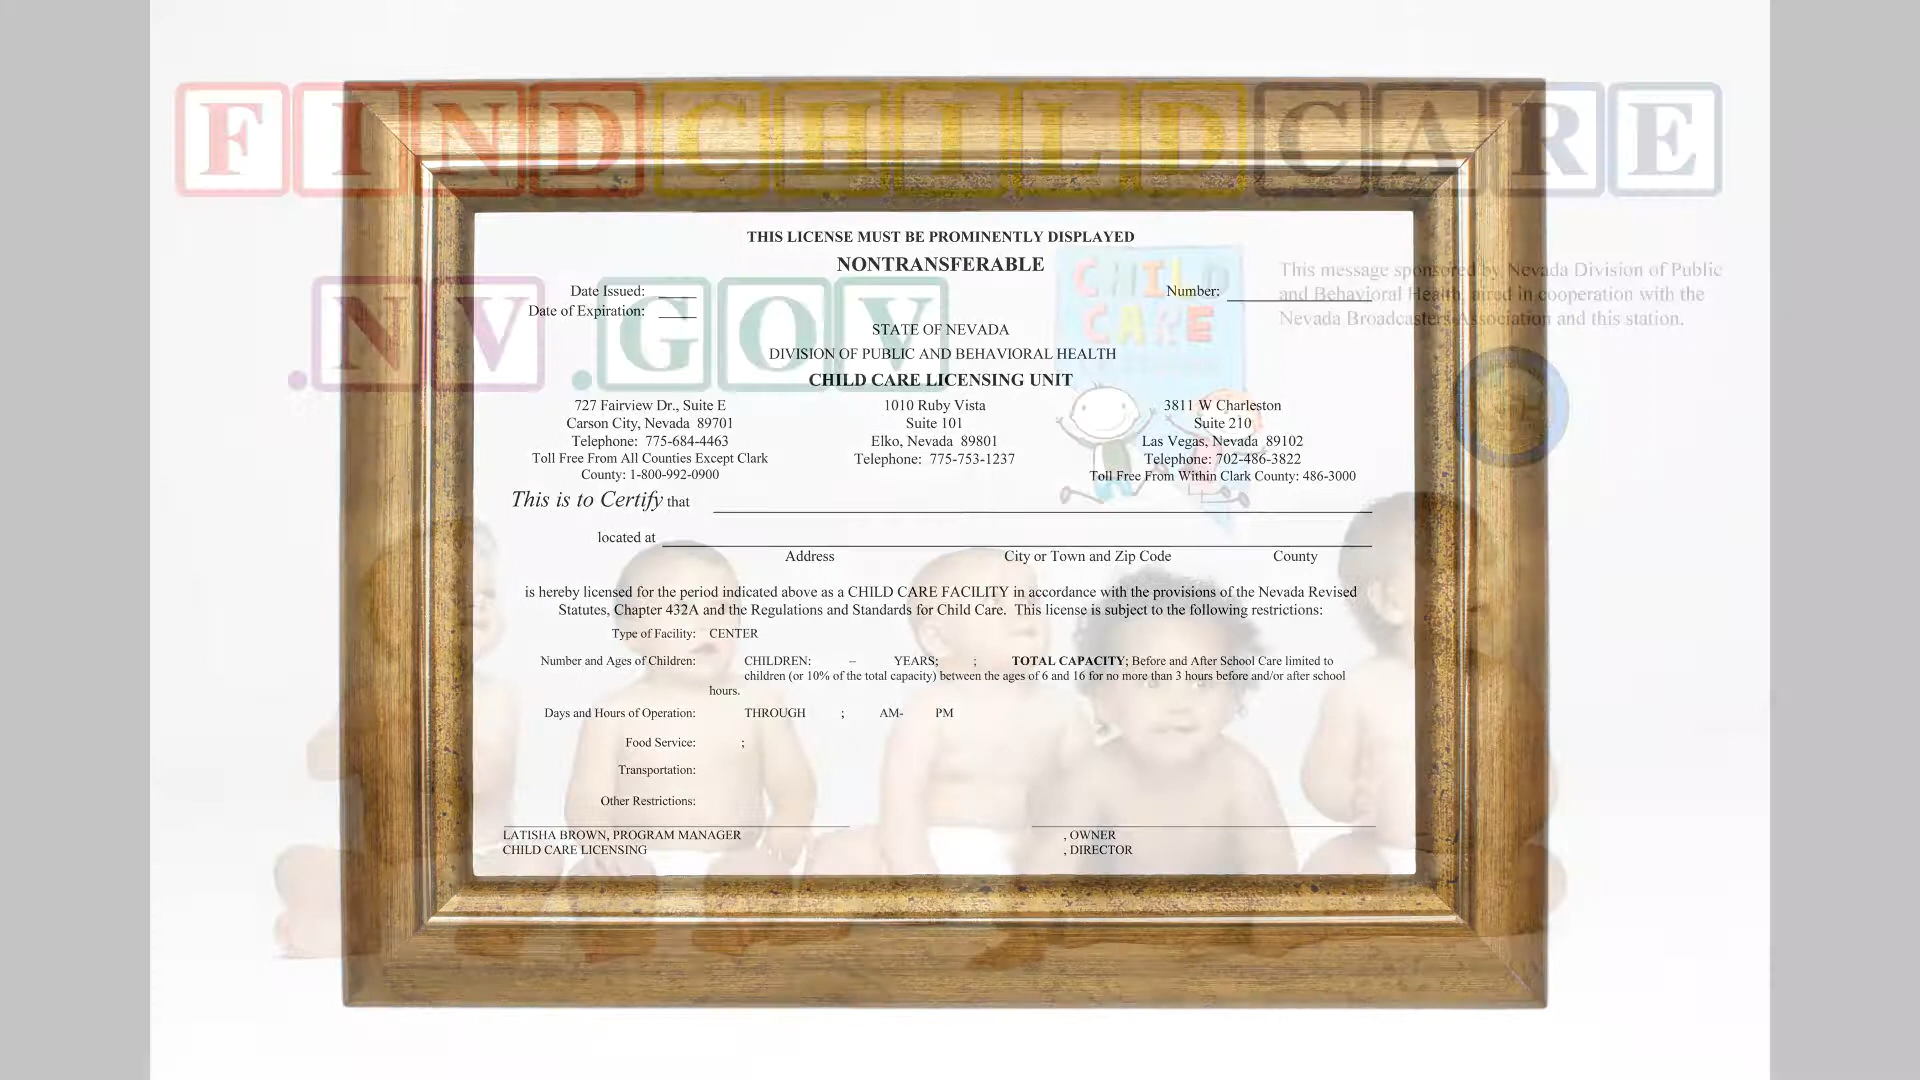 FINDCHILDCARE
.NV.GOV
CHILD
CARE
This message sponsored by Nevada Division of Public
and Behavioral Health, aired in cooperation with the
Nevada Broadcasters Association and this station.
THIS LICENSE MUST BE PROMINENTLY DISPLAYED
NONTRANSFERABLE
Date Issued:
Date of Expiration:
Number:
STATE OF NEVADA
DIVISION OF PUBLIC AND BEHAVIORAL HEALTH
CHILD CARE LICENSING UNIT
727 Fairview Dr., Suite E
Carson City, Nevada 89701
Telephone: 775-684-4463
Toll Free From All Counties Except Clark
County: 1-800-992-0900
1010 Ruby Vista
Suite 101
Elko, Nevada 89801
Telephone: 775-753-1237
3811 W Charleston
Suite 210
Las Vegas, Nevada 89102
Telephone: 702-486-3822
Toll Free From Within Clark County: 486-3000
This is to Certify that
located at
Address City or Town and Zip Code County
is hereby licensed for the period indicated above as a CHILD CARE FACILITY in accordance with the provisions of the Nevada Revised
Statutes, Chapter 432A and the Regulations and Standards for Child Care. This license is subject to the following restrictions:
Type of Facility: CENTER
Number and Ages of Children: CHILDREN: – YEARS; ; TOTAL CAPACITY; Before and After School Care limited to
children (or 10% of the total capacity) between the ages of 6 and 16 for no more than 3 hours before and/or after school
hours.
Days and Hours of Operation: THROUGH ; AM- PM
Food Service: ;
Transportation:
Other Restrictions:
LATISHA BROWN, PROGRAM MANAGER
CHILD CARE LICENSING
, OWNER
, DIRECTOR